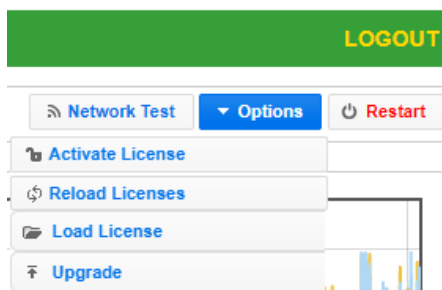 LOGOUT
Network Test Options Restart
Activate License
Reload Licenses
Load License
Upgrade